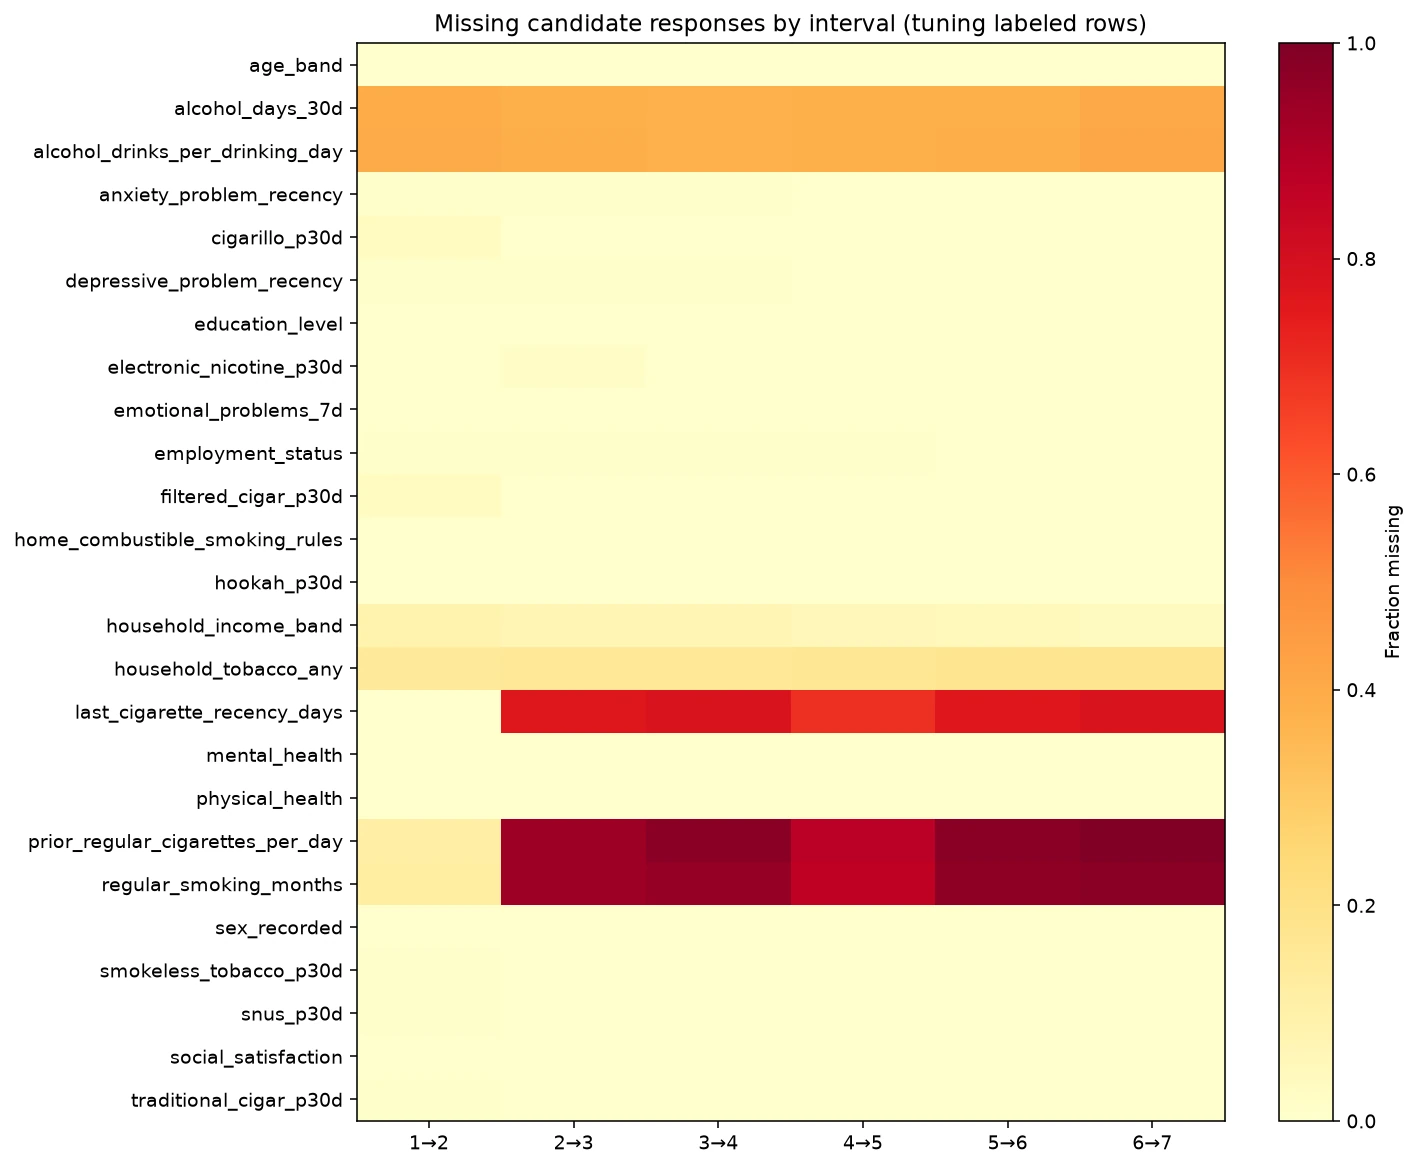 Missing candidate responses by interval (tuning labeled rows)
age_band
alcohol_days_30d
alcohol_drinks_per_drinking_day
anxiety_problem_recency
cigarillo_p30d
depressive_problem_recency
education_level
electronic_nicotine_p30d
emotional_problems_7d
employment_status
filtered_cigar_p30d
home_combustible_smoking_rules
hookah_p30d
household_income_band
household_tobacco_any
last_cigarette_recency_days
mental_health
physical_health
prior_regular_cigarettes_per_day
regular_smoking_months
sex_recorded
smokeless_tobacco_p30d
snus_p30d
social_satisfaction
traditional_cigar_p30d
1→2 2→3 3→4 4→5 5→6 6→7
1.0
0.8
0.6
0.4
0.2
0.0
Fraction missing